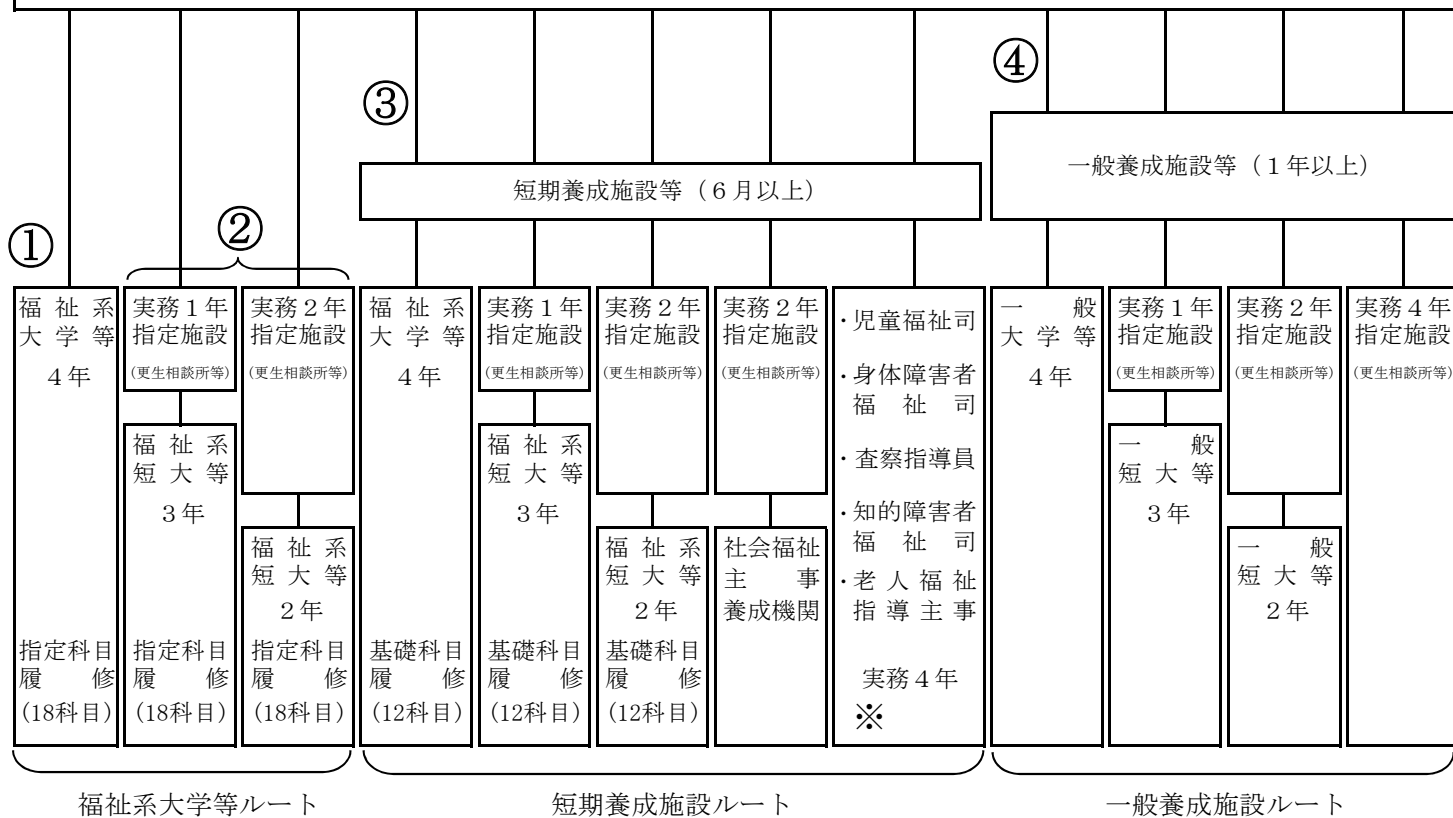 ④
③
一般養成施設等（１年以上）
短期養成施設等（６月以上）
②
①
福祉系
大学等
４年
指定科目
履修
(18科目)
実務１年
指定施設
(更生相談所等)
福祉系
短大等
３年
指定科目
履修
(18科目)
実務２年
指定施設
(更生相談所等)
福祉系
短大等
２年
指定科目
履修
(18科目)
福祉系
大学等
４年
基礎科目
履修
(12科目)
実務１年
指定施設
(更生相談所等)
福祉系
短大等
３年
基礎科目
履修
(12科目)
実務２年
指定施設
(更生相談所等)
福祉系
短大等
２年
基礎科目
履修
(12科目)
実務２年
指定施設
(更生相談所等)
社会福祉
主事
養成機関
・児童福祉司
・身体障害者
福祉司
・査察指導員
・知的障害者
福祉司
・老人福祉
指導主事
実務４年
※
一般
大学等
４年
実務１年
指定施設
(更生相談所等)
一般
短大等
３年
実務２年
指定施設
(更生相談所等)
一般
短大等
２年
実務４年
指定施設
(更生相談所等)
福祉系大学等ルート
短期養成施設ルート
一般養成施設ルート